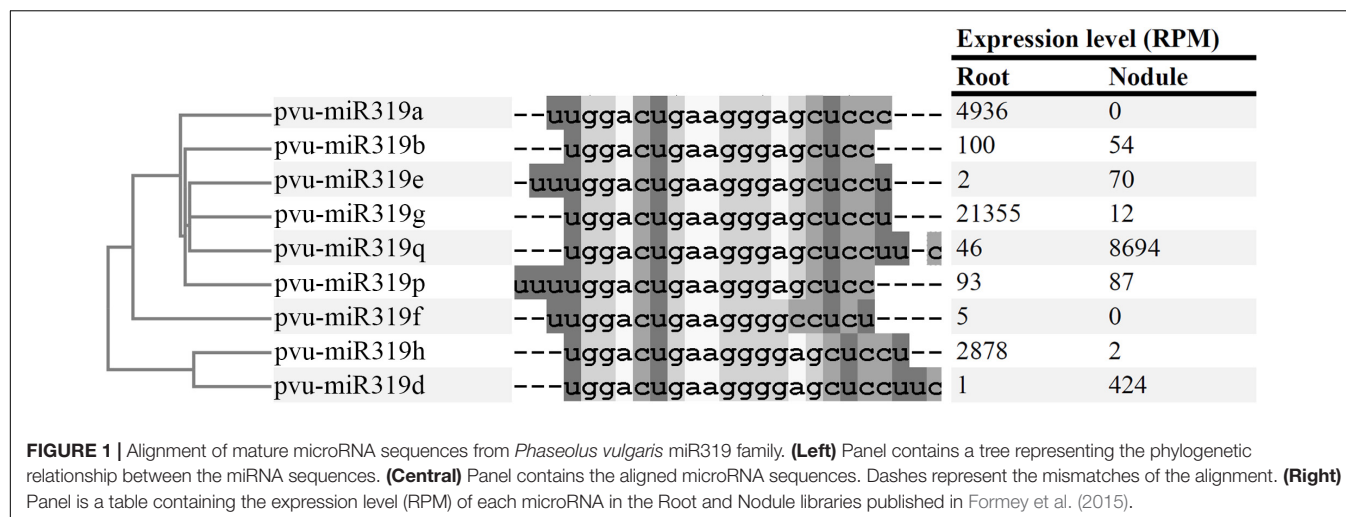 Expression level (RPM)
Root Nodule
pvu-miR319a --uuggacugaagggagcuccc--- 4936 0
pvu-miR319b ---uggacugaagggagcucc---- 100 54
pvu-miR319e -uuuggacugaagggagcuccu--- 2 70
pvu-miR319g ---uggacugaagggagcuccu--- 21355 12
pvu-miR319q ---uggacugaagggagcuccuu-c 46 8694
pvu-miR319p uuuuggacugaagggagcucc---- 93 87
pvu-miR319f --uuggacugaaggggccucu---- 5 0
pvu-miR319h ---uggacugaaggggagcuccu-- 2878 2
pvu-miR319d ---uggacugaaggggagcuccuuc 1 424
FIGURE 1 | Alignment of mature microRNA sequences from Phaseolus vulgaris miR319 family. (Left) Panel contains a tree representing the phylogenetic
relationship between the miRNA sequences. (Central) Panel contains the aligned microRNA sequences. Dashes represent the mismatches of the alignment. (Right)
Panel is a table containing the expression level (RPM) of each microRNA in the Root and Nodule libraries published in Formey et al. (2015).